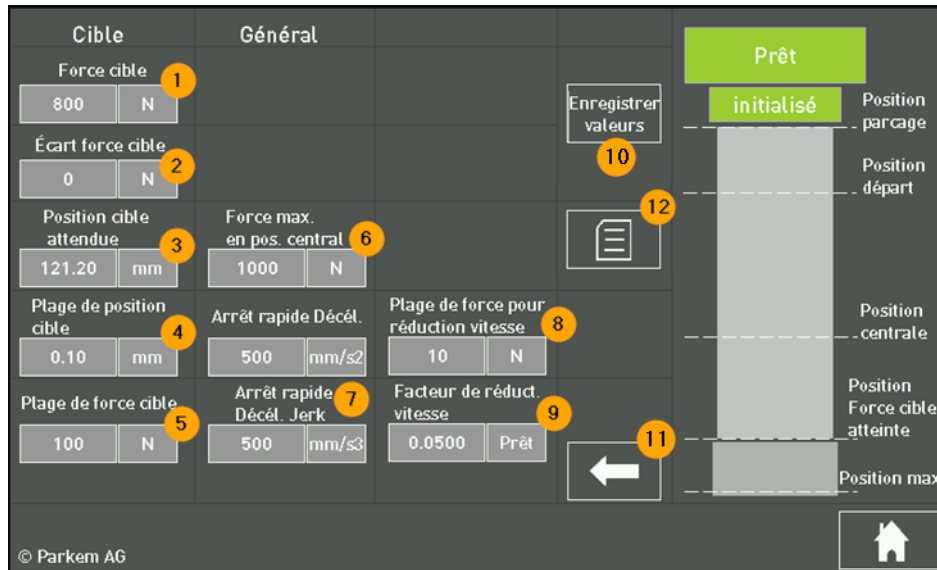 Cible
Général
Force cible
1
800 N
Écart force cible
2
0 N
Position cible
attendue
3
121.20 mm
Plage de position
cible
4
0.10 mm
Plage de force cible
5
100 N
Force max.
en pos. central
6
1000 N
Arrêt rapide Décél.
500 mm/s2
Arrêt rapide
Décél. Jerk
7
500 mm/s3
Plage de force pour
réduction vitesse
8
10 N
Facteur de réduct.
vitesse
9
0.0500 Prêt
Enregistrer
valeurs
10
12
11
Prêt
initialisé
Position
parcage
Position
départ
Position
centrale
Position
Force cible
atteinte
Position max
© Parkem AG